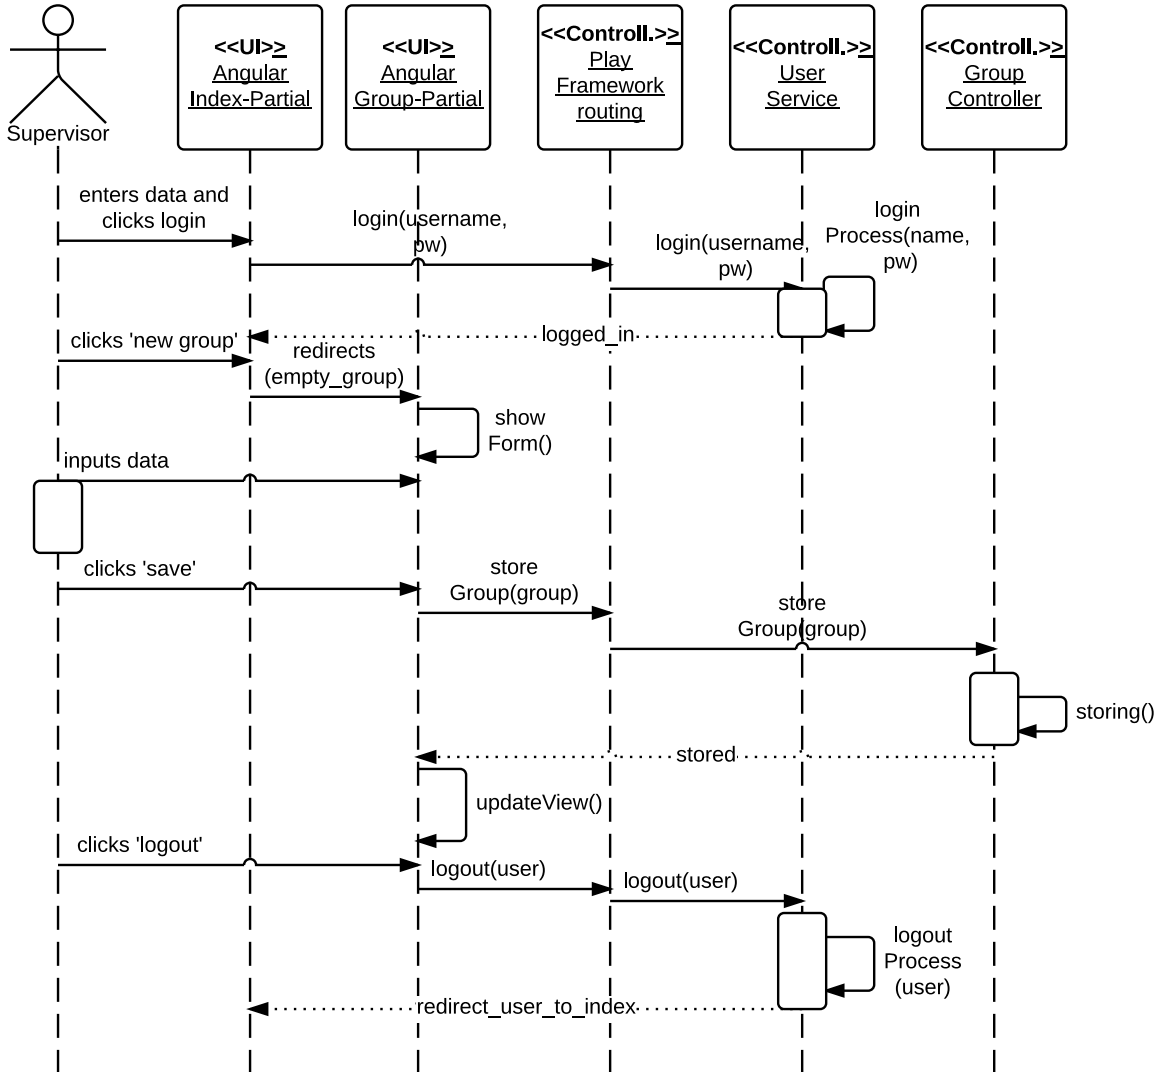 <<UI>>
Angular
Index-Partial
<<UI>>
Angular
Group-Partial
<<Controll.>>
Play
Framework
routing
<<Controll.>>
User
Service
<<Controll.>>
Group
Controller
Supervisor
enters data and
clicks login
login(username,
pw)
login(username,
pw)
login
Process(name,
pw)
logged_in
clicks 'new group'
redirects
(empty_group)
show
Form()
inputs data
clicks 'save'
store
Group(group)
store
Group(group)
storing()
stored
updateView()
clicks 'logout'
logout(user)
logout(user)
logout
Process
(user)
redirect_user_to_index